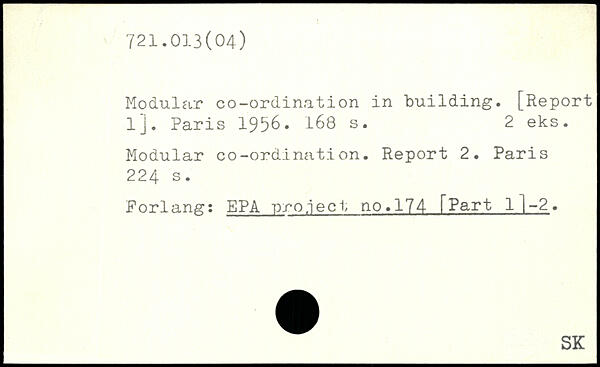 721.013(04)
Modular co-ordination in building. [Report
1]. Paris 1956. 168 s. 2 eks.
Modular co-ordination. Report 2. Paris
224 s.
Forlang: EPA project no.174 [Part 1]-2.
SK